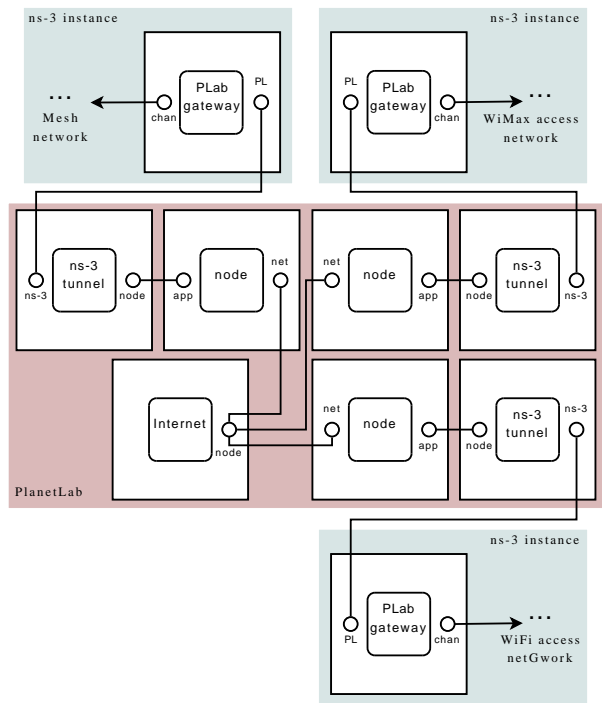 ns-3 instance
PLab
gateway
PL
chan
...
Mesh
network
ns-3 instance
PL
PLab
gateway
chan
...
WiMax access
network
ns-3
ns-3
tunnel
node
app
node
net
net
node
app
node
ns-3
tunnel
ns-3
Internet
node
net
node
app
node
ns-3
tunnel
ns-3
PlanetLab
ns-3 instance
PL
PLab
gateway
chan
...
WiFi access
netGwork